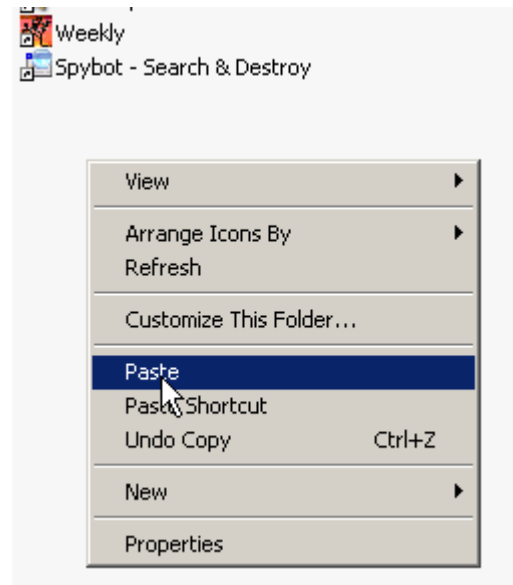 Weekly
Spybot - Search & Destroy
View
Arrange Icons By
Refresh
Customize This Folder...
Paste
Paste Shortcut
Undo Copy Ctrl+Z
New
Properties